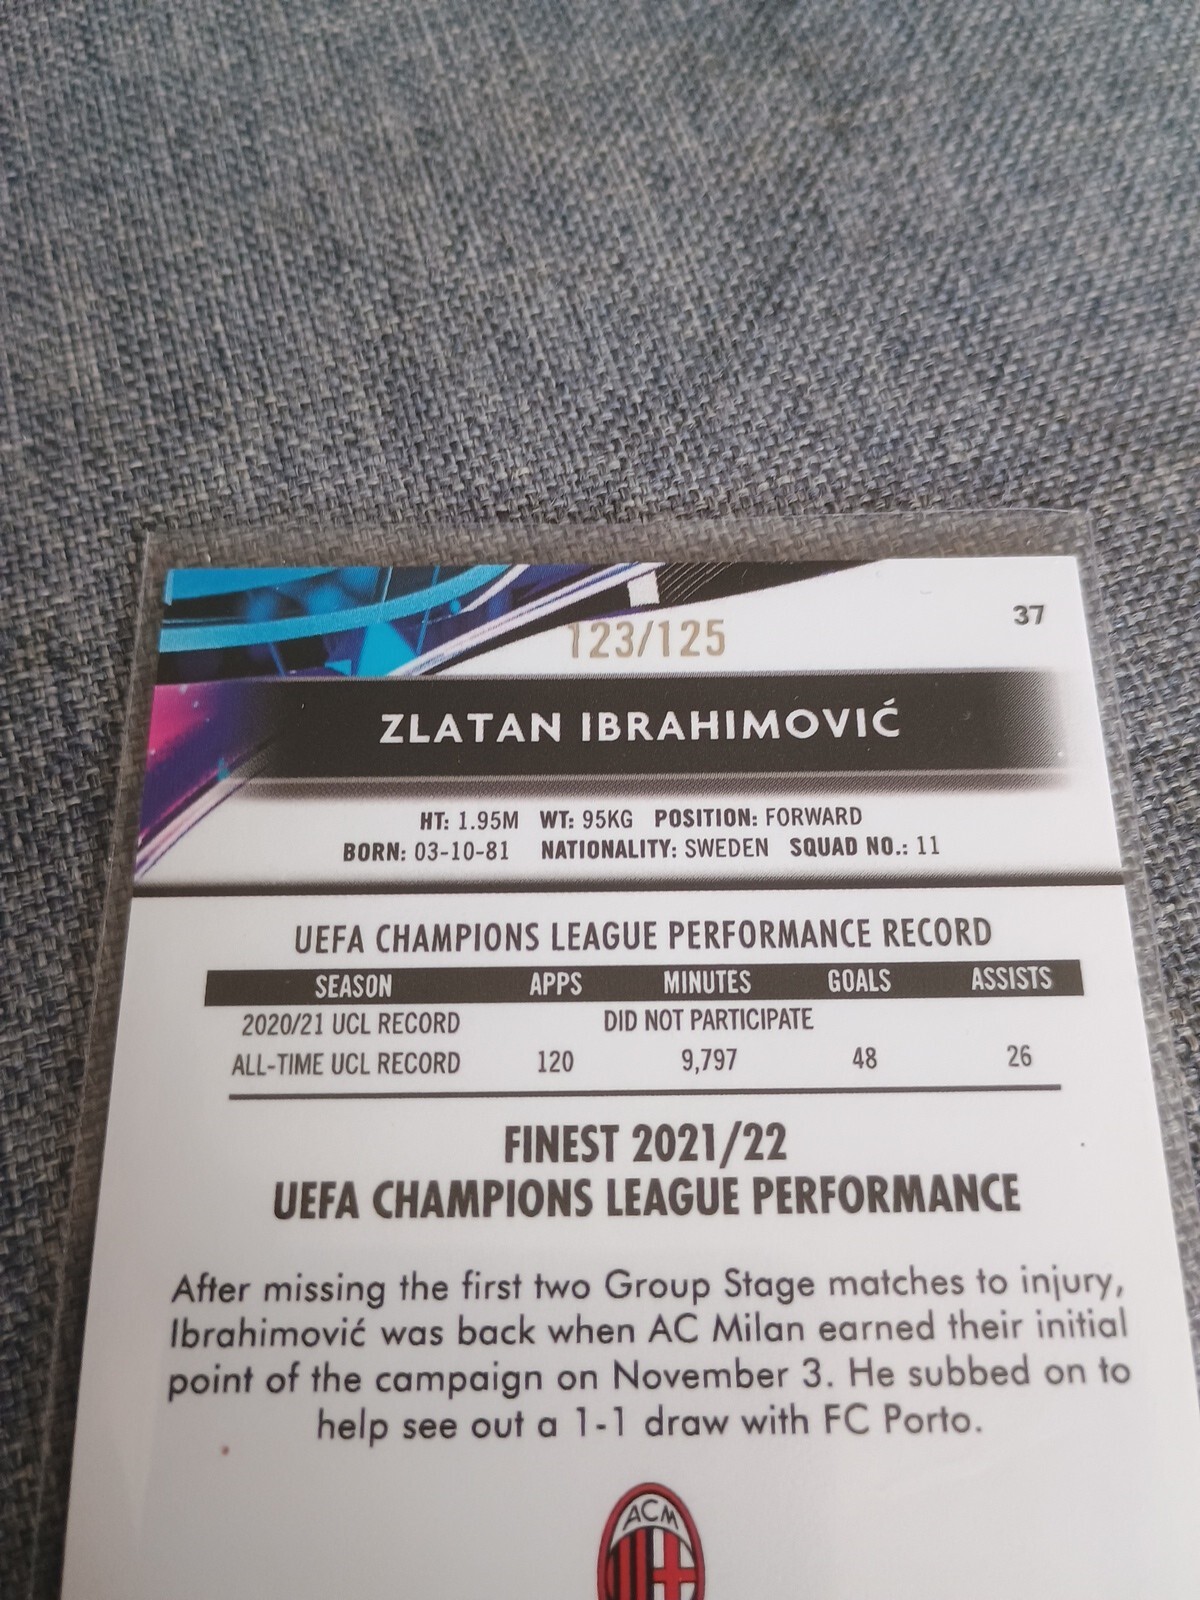 37
123/125
ZLATAN IBRAHIMOVIĆ
HT: 1.95M WT: 95KG POSITION: FORWARD
BORN: 03-10-81 NATIONALITY: SWEDEN SQUAD NO.: 11
UEFA CHAMPIONS LEAGUE PERFORMANCE RECORD
SEASON APPS MINUTES GOALS ASSISTS
2020/21 UCL RECORD DID NOT PARTICIPATE
ALL-TIME UCL RECORD 120 9,797 48 26
FINEST 2021/22
UEFA CHAMPIONS LEAGUE PERFORMANCE
After missing the first two Group Stage matches to injury,
Ibrahimović was back when AC Milan earned their initial
point of the campaign on November 3. He subbed on to
help see out a 1-1 draw with FC Porto.
ACM